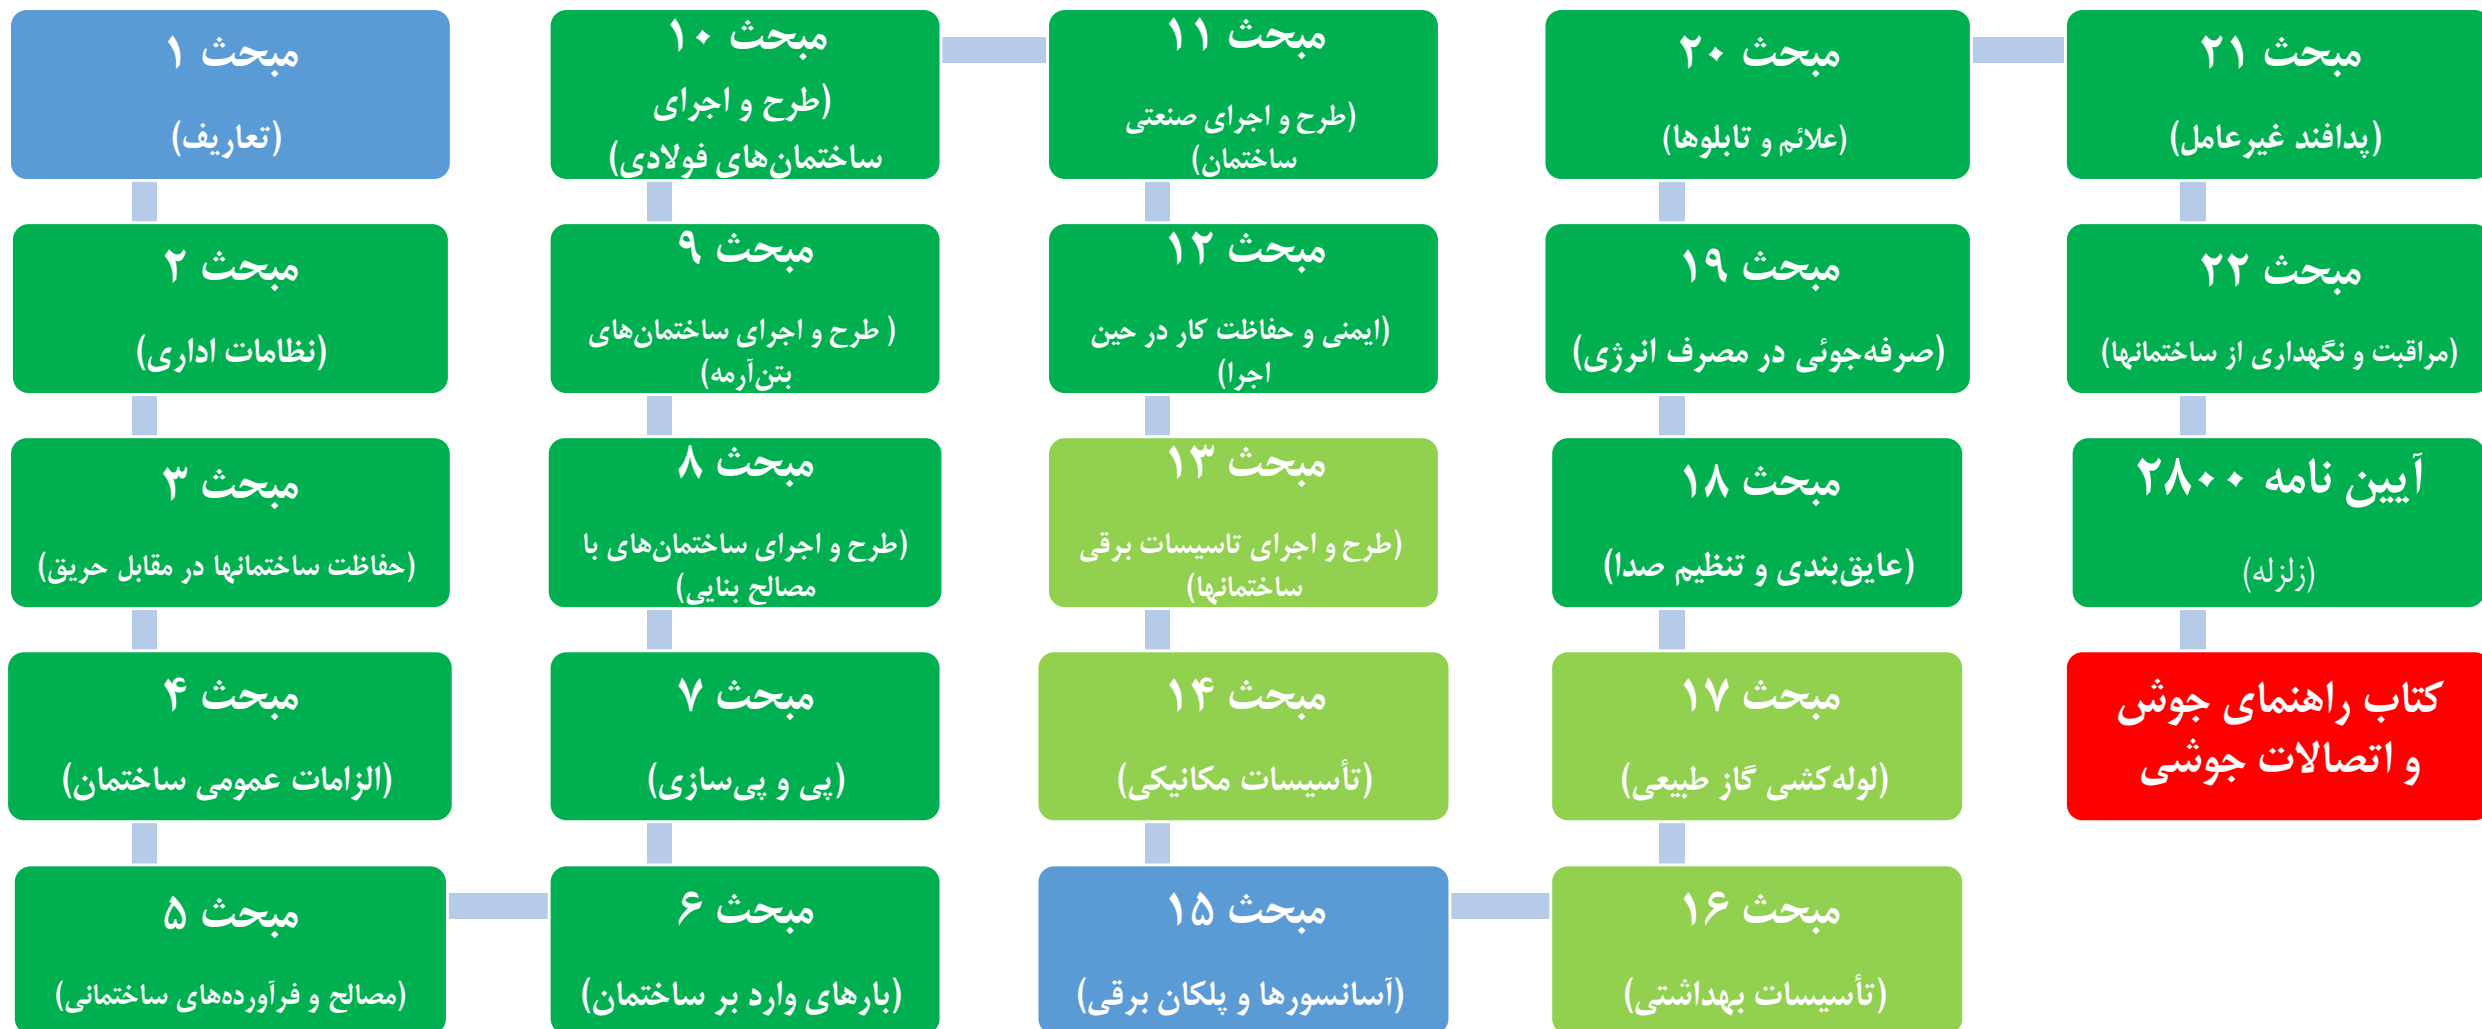 مبحث ۱
(تعاریف)
مبحث ۲
(نظامات اداری)
مبحث ۳
(حفاظت ساختمانها در مقابل حریق)
مبحث ۴
(الزامات عمومی ساختمان)
مبحث ۵
(مصالح و فرآورده‌های ساختمانی)
مبحث ۶
(بارهای وارد بر ساختمان)
مبحث ۷
(پی و پی‌سازی)
مبحث ۸
(طرح و اجرای ساختمان‌های با
مصالح بنایی)
مبحث ۹
( طرح و اجرای ساختمان‌های
بتن‌آرمه)
مبحث ۱۰
(طرح و اجرای
ساختمان‌های فولادی)
مبحث ۱۱
(طرح و اجرای صنعتی
ساختمان)
مبحث ۱۲
(ایمنی و حفاظت کار در حین
اجرا)
مبحث ۱۳
(طرح و اجرای تاسیسات برقی
ساختمانها)
مبحث ۱۴
(تأسیسات مکانیکی)
مبحث ۱۵
(آسانسورها و پلکان برقی)
مبحث ۱۶
(تأسیسات بهداشتی)
مبحث ۱۷
(لوله‌کشی گاز طبیعی)
مبحث ۱۸
(عایق‌بندی و تنظیم صدا)
مبحث ۱۹
(صرفه‌جوئی در مصرف انرژی)
مبحث ۲۰
(علائم و تابلوها)
مبحث ۲۱
(پدافند غیرعامل)
مبحث ۲۲
(مراقبت و نگهداری از ساختمانها)
آیین نامه ۲۸۰۰
(زلزله)
کتاب راهنمای جوش
و اتصالات جوشی